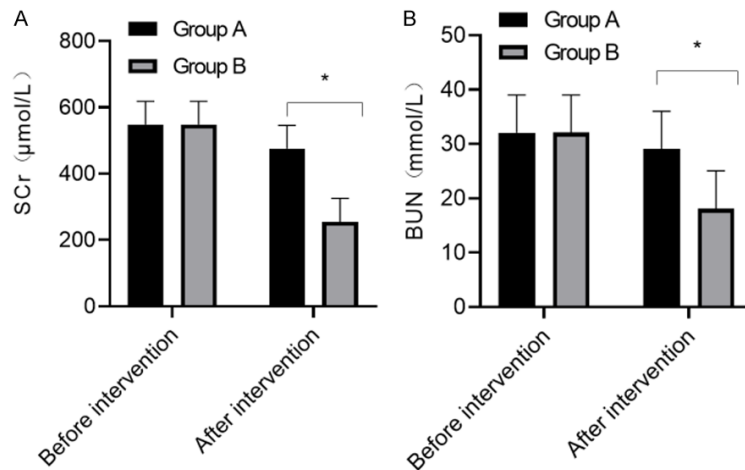 A
Group A
Group B
*
SCr（μmol/L）
800
600
400
200
0
Before intervention
After intervention
B
Group A
Group B
*
BUN（mmol/L）
50
40
30
20
10
0
Before intervention
After intervention